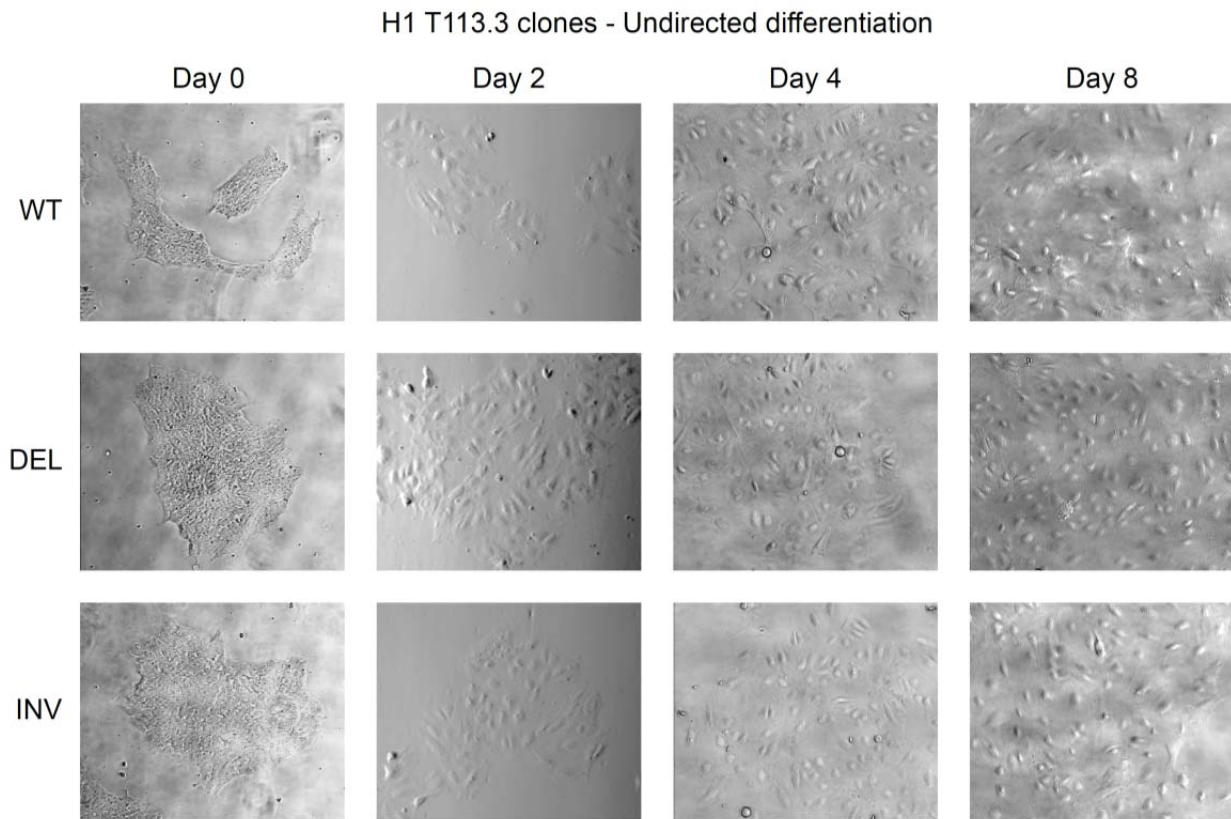 H1 T113.3 clones - Undirected differentiation
Day 0 Day 2 Day 4 Day 8
WT
DEL
INV